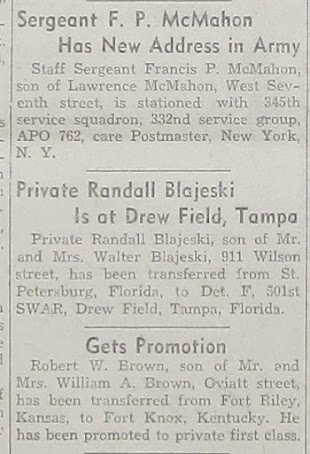 Sergeant F. P. McMahon
Has New Address in Army
Staff Sergeant Francis P. McMahon,
son of Lawrence McMahon, West Sev-
enth street, is stationed with 345th
service squadron, 332nd service group,
APO 762, care Postmaster, New York,
N. Y.
Private Randall Blajeski
Is at Drew Field, Tampa
Private Randall Blajeski, son of Mr.
and Mrs. Walter Blajeski, 911 Wilson
street, has been transferred from St.
Petersburg, Florida, to Det. F, 501st
SWAR, Drew Field, Tampa, Florida.
Gets Promotion
Robert W. Brown, son of Mr. and
Mrs. William A. Brown, Oviatt street,
has been transferred from Fort Riley,
Kansas, to Fort Knox, Kentucky. He
has been promoted to private first class.